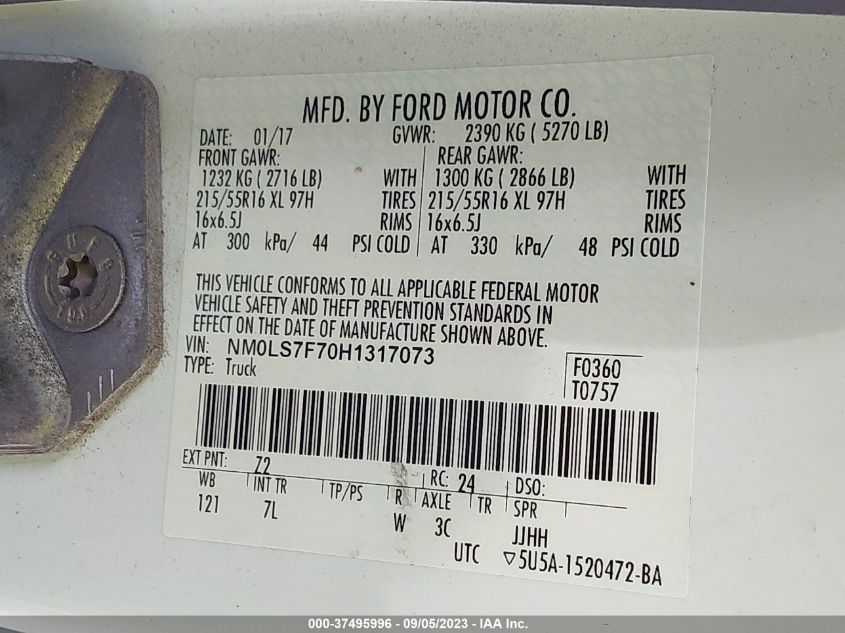 MFD. BY FORD MOTOR CO.
DATE: 01/17 GVWR: 2390 KG ( 5270 LB)
FRONT GAWR: REAR GAWR:
1232 KG ( 2716 LB) WITH 1300 KG ( 2866 LB) WITH
215/55R16 XL 97H TIRES 215/55R16 XL 97H TIRES
16x6.5J RIMS 16x6.5J RIMS
AT 300 kPa/ 44 PSI COLD AT 330 kPa/ 48 PSI COLD
THIS VEHICLE CONFORMS TO ALL APPLICABLE FEDERAL MOTOR
VEHICLE SAFETY AND THEFT PREVENTION STANDARDS IN
EFFECT ON THE DATE OF MANUFACTURE SHOWN ABOVE.
VIN: NM0LS7F70H1317073
TYPE: Truck
F0360
T0757
EXT PNT: Z2 RC: 24 DSO:
WB INT TR TP/PS R AXLE TR SPR
121 7L W 3C JJHH
UTC ▽5U5A-1520472-BA
000-37495996 - 09/05/2023 - IAA Inc.